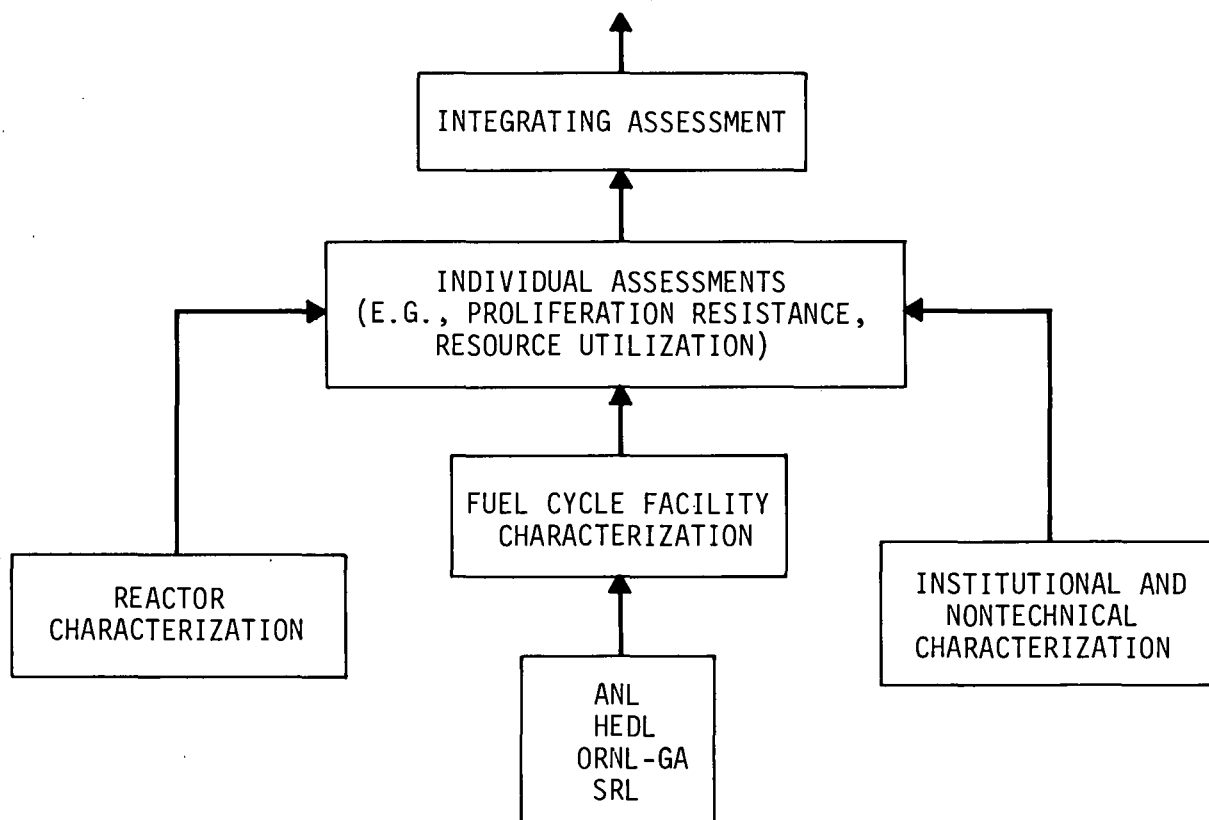 INTEGRATING ASSESSMENT
INDIVIDUAL ASSESSMENTS
(E.G., PROLIFERATION RESISTANCE,
RESOURCE UTILIZATION)
FUEL CYCLE FACILITY
CHARACTERIZATION
REACTOR
CHARACTERIZATION
INSTITUTIONAL AND
NONTECHNICAL
CHARACTERIZATION
ANL
HEDL
ORNL-GA
SRL